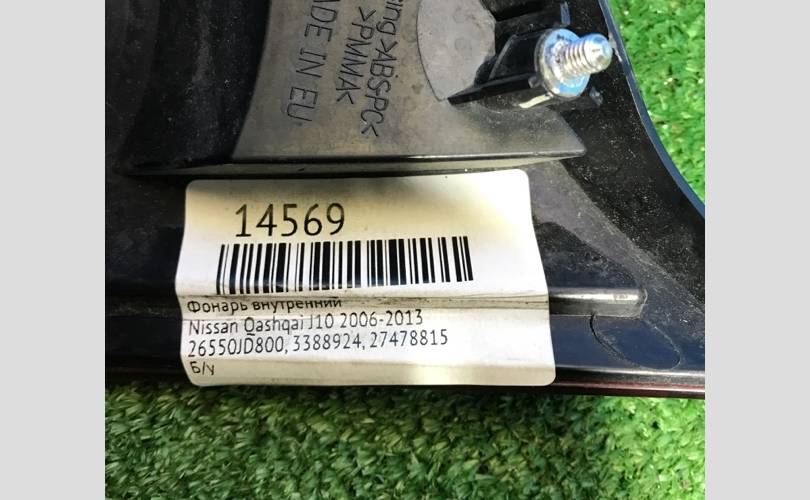 >ABS-PC<
>PMMA<
MADE IN EU
14569
Фонарь внутренний
Nissan Qashqai J10 2006-2013
26550JD800, 3388924, 27478815
Б/у